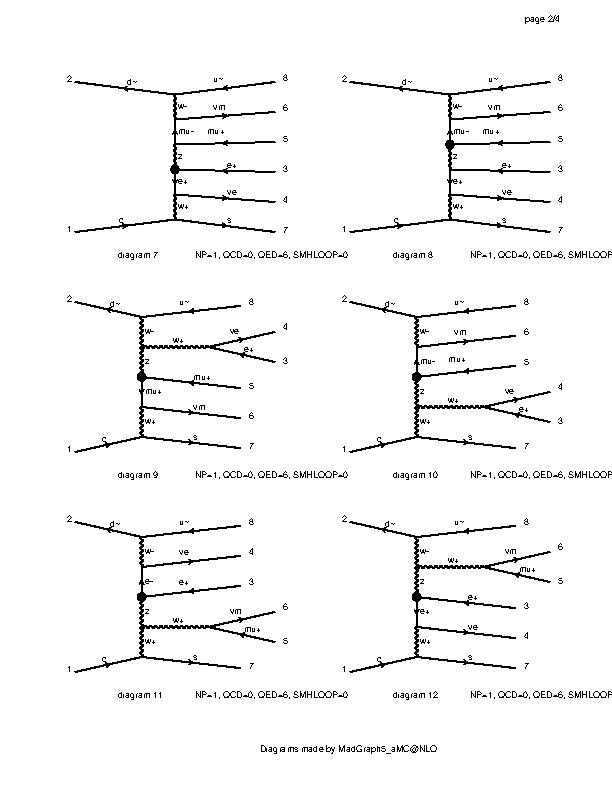 page 2/4
2 d~ u~ 8
w- vm 6
mu- mu+ 5
z e+ 3
e+ ve 4
w+
1 c s 7
diagram 7 NP=1, QCD=0, QED=6, SMHLOOP=0
2 d~ u~ 8
w- vm 6
mu- mu+ 5
z e+ 3
e+ ve 4
w+
1 c s 7
diagram 8 NP=1, QCD=0, QED=6, SMHLOOP
2 d~ u~ 8
w- ve 4
w+ e+ 3
z
mu+ 5
mu+ vm 6
w+
1 c s 7
diagram 9 NP=1, QCD=0, QED=6, SMHLOOP=0
2 d~ u~ 8
w- vm 6
mu- mu+ 5
z ve 4
w+ e+ 3
w+
1 c s 7
diagram 10 NP=1, QCD=0, QED=6, SMHLOOP
2 d~ u~ 8
w- ve 4
e- e+ 3
z vm 6
w+ mu+ 5
w+
1 c s 7
diagram 11 NP=1, QCD=0, QED=6, SMHLOOP=0
2 d~ u~ 8
w- vm 6
w+ mu+ 5
z
e+ 3
e+ ve 4
w+
1 c s 7
diagram 12 NP=1, QCD=0, QED=6, SMHLOOP
Diagrams made by MadGraph5_aMC@NLO